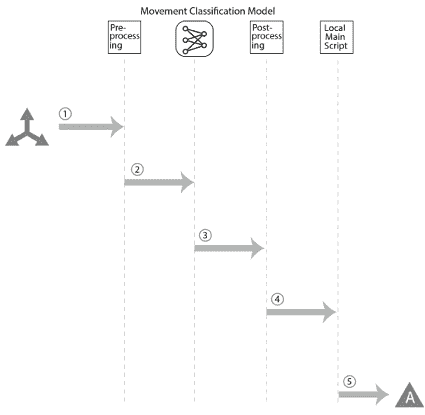 Movement Classification Model
Pre-
process
ing
Post-
process
ing
Local
Main
Script
1
2
3
4
5
A